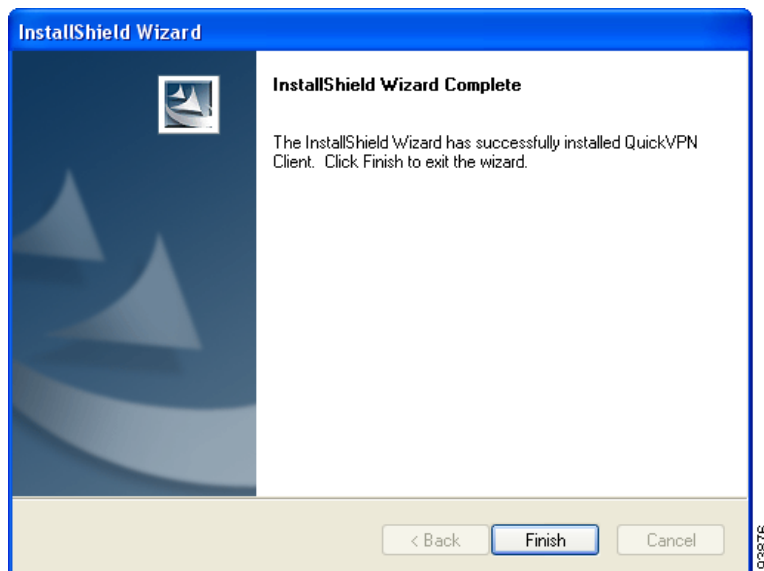 InstallShield Wizard
InstallShield Wizard Complete
The InstallShield Wizard has successfully installed QuickVPN
Client. Click Finish to exit the wizard.
< Back
Finish
Cancel
93876